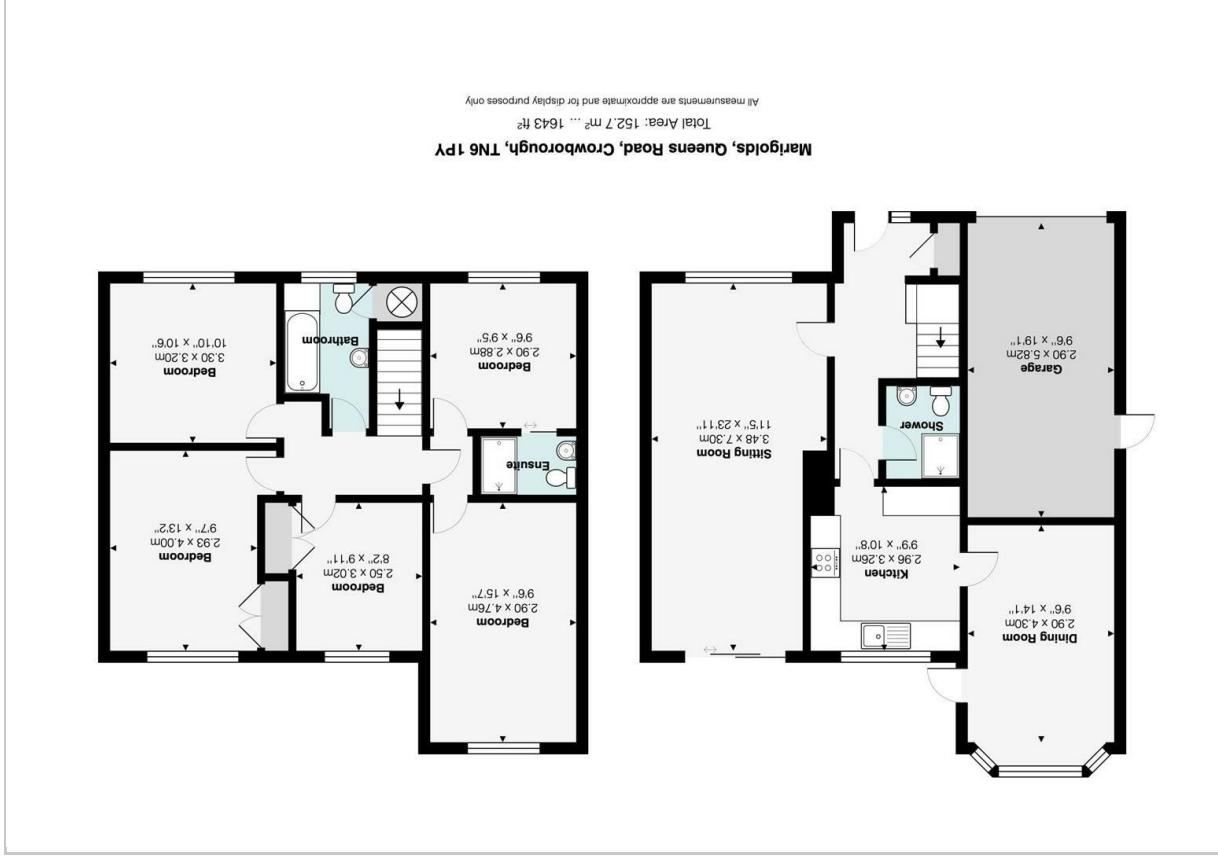 Dining Room
2.90 x 4.30m
9'6" x 14'1"
Kitchen
2.96 x 3.26m
9'9" x 10'8
Shower
Garage
2.90 x 5.82m
9'6" x 19'1"
Sitting Room
3.48 x 7.30m
11'5" x 23'11"
Bedroom
2.90 x 4.76m
9'6" x 15'7"
Bedroom
2.50 x 3.02m
8'2" x 9'11"
Bedroom
2.93 x 4.00m
9'7" x 13'2"
Ensuite
Bedroom
2.90 x 2.88m
9'6" x 9'5"
Bathroom
Bedroom
3.30 x 3.20m
10'10" x 10'6"
Marigolds, Queens Road, Crowborough, TN6 1PY
Total Area: 152.7 m² ... 1643 ft²
All measurements are approximate and for display purposes only